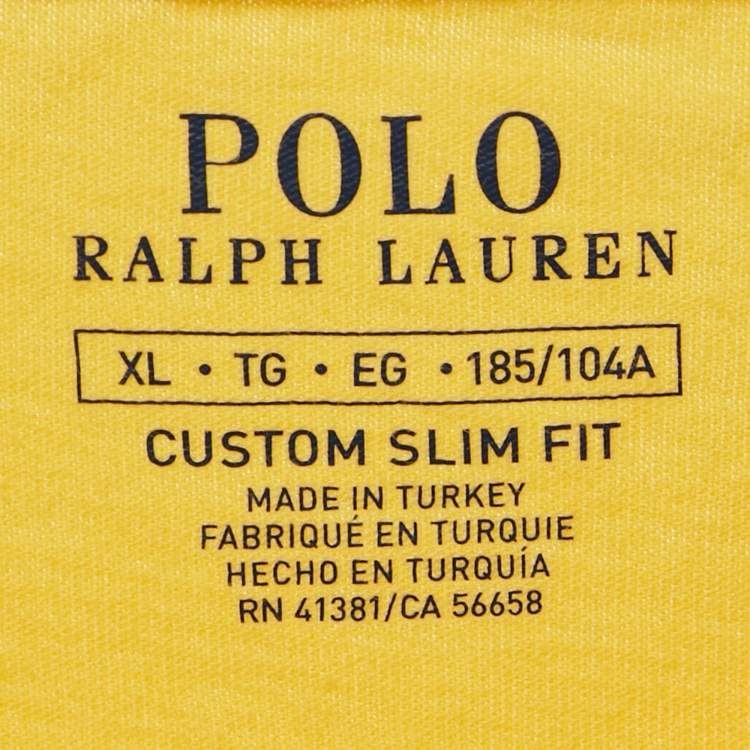 POLO
RALPH LAUREN
XL • TG • EG • 185/104A
CUSTOM SLIM FIT
MADE IN TURKEY
FABRIQUÉ EN TURQUIE
HECHO EN TURQUÍA
RN 41381/CA 56658